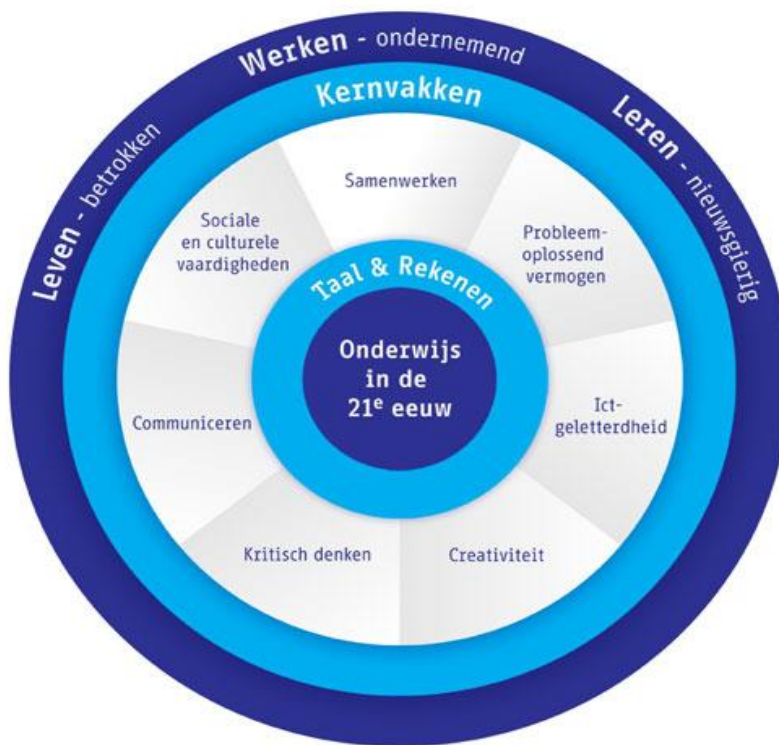 Werken - ondernemend
Leven - betrokken
Leren - nieuwsgierig
Kernvakken
Samenwerken
Probleem-
oplossend
vermogen
Ict-
geletterdheid
Creativiteit
Kritisch denken
Communiceren
Sociale
en culturele
vaardigheden
Taal & Rekenen
Onderwijs
in de
21e eeuw